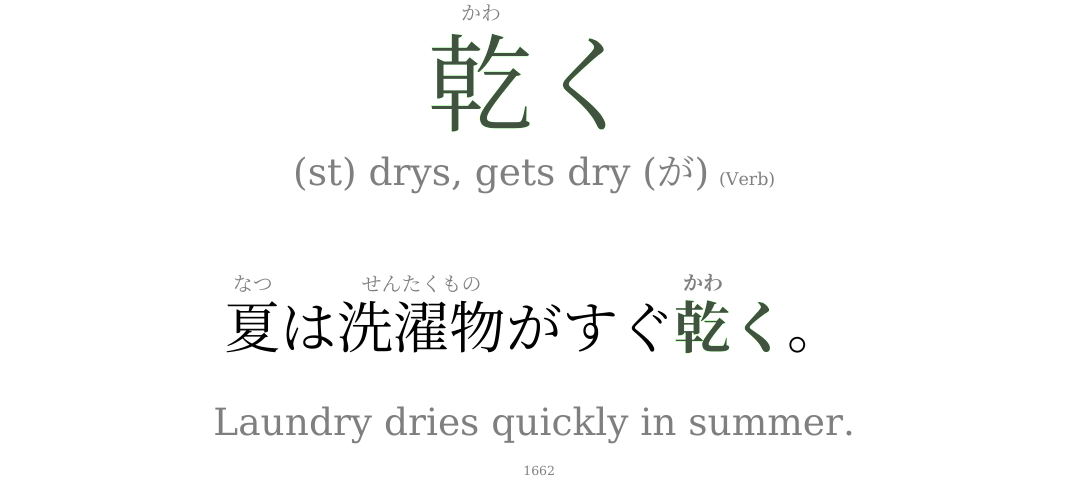 かわ
乾く
(st) drys, gets dry (が) (Verb)
なつ せんたくもの かわ
夏は洗濯物がすぐ乾く。
Laundry dries quickly in summer.
1662